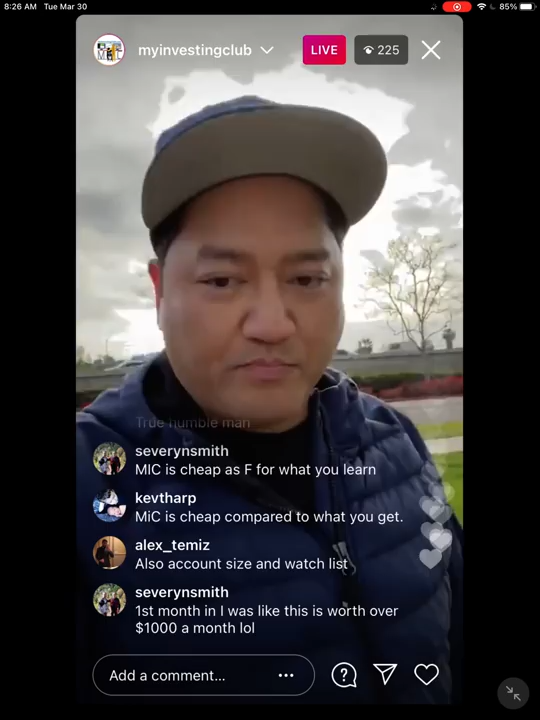 8:26 AM Tue Mar 30
85%
myinvestingclub
LIVE
225
True humble man
severynsmith
MIC is cheap as F for what you learn
kevtharp
MiC is cheap compared to what you get.
alex_temiz
Also account size and watch list
severynsmith
1st month in I was like this is worth over
$1000 a month lol
Add a comment...